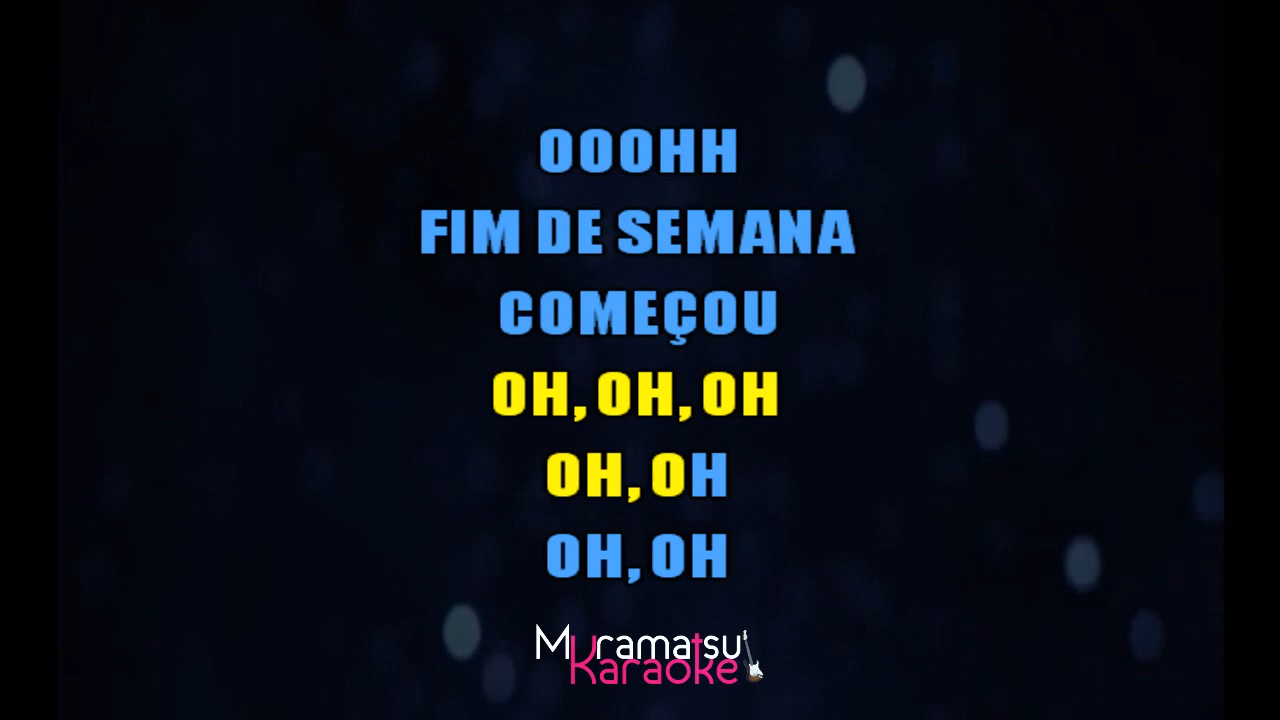 OOOHH
FIM DE SEMANA
COMEÇOU
OH, OH, OH
OH, OH
OH, OH
Muramatsu
Karaoke